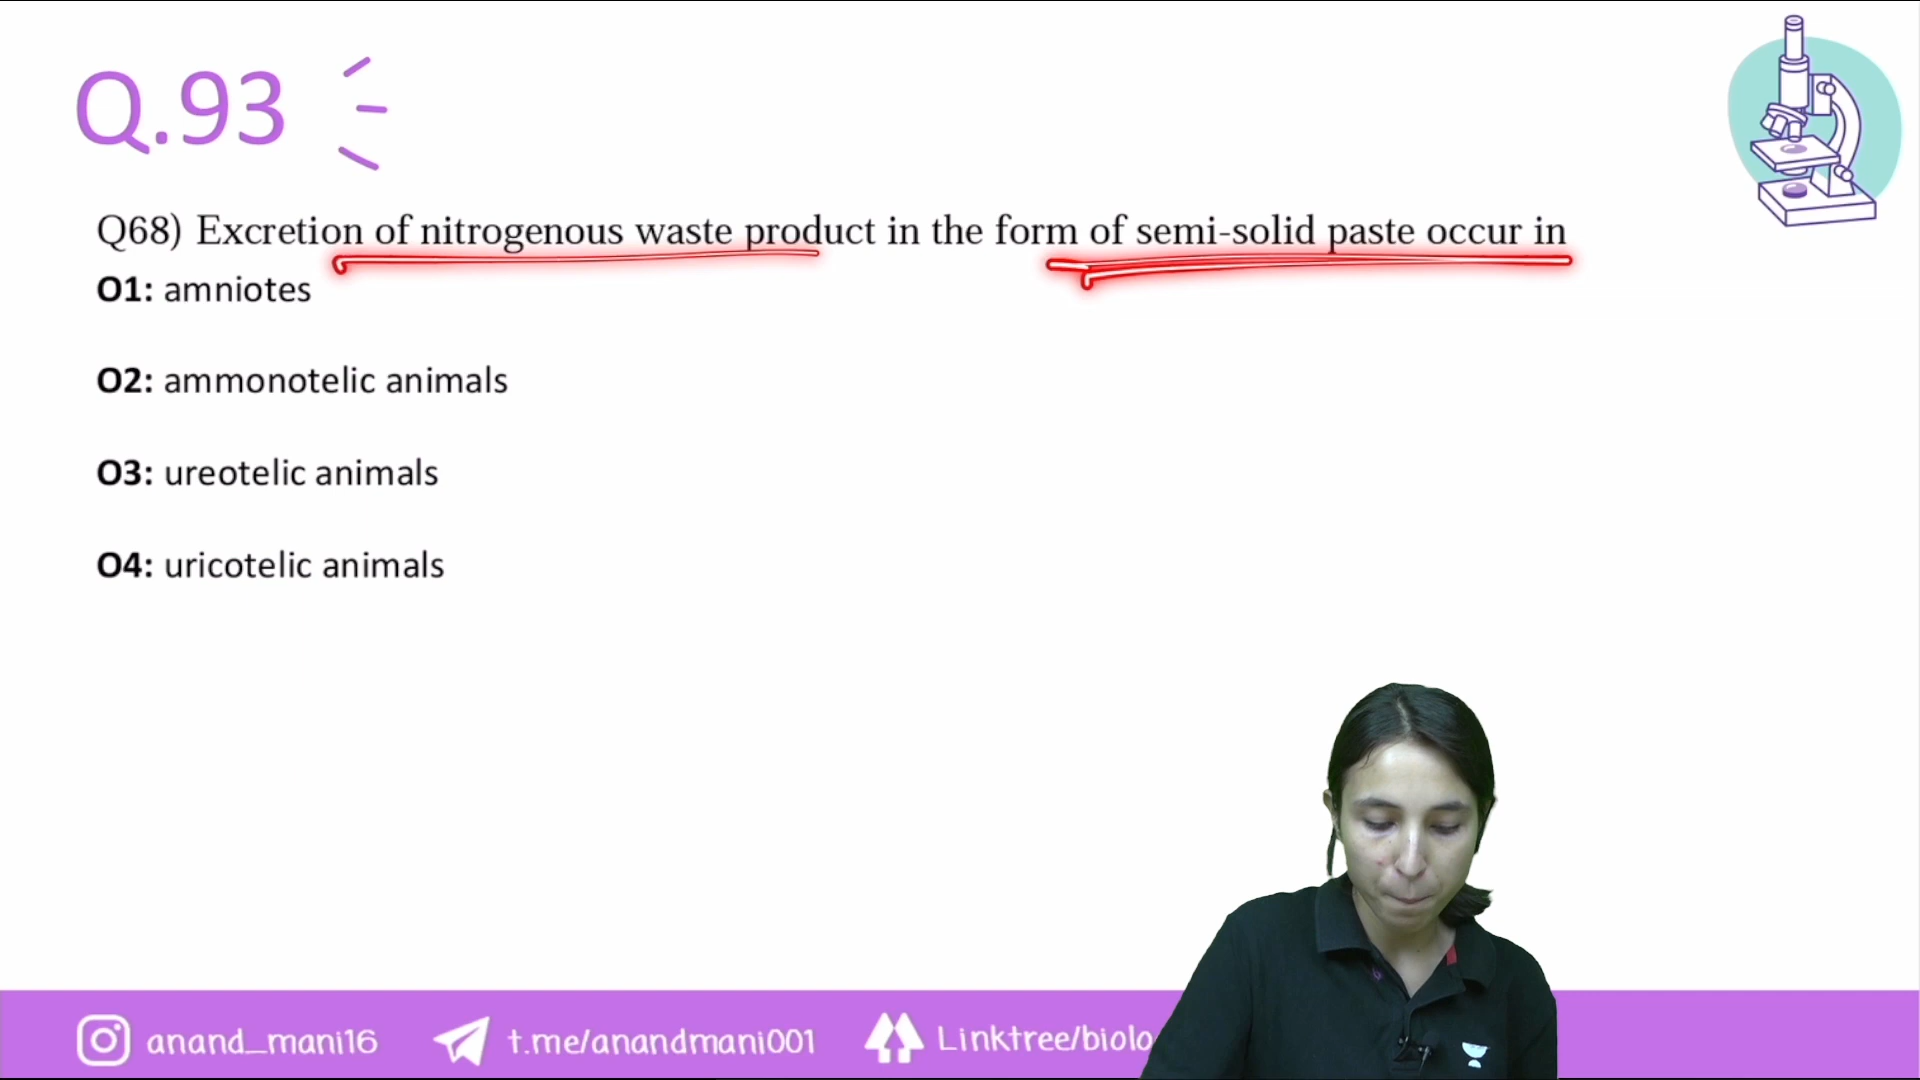 Q.93
Q68) Excretion of nitrogenous waste product in the form of semi-solid paste occur in
O1: amniotes
O2: ammonotelic animals
O3: ureotelic animals
O4: uricotelic animals
anand_mani16 t.me/anandmani001 Linktree/biolo